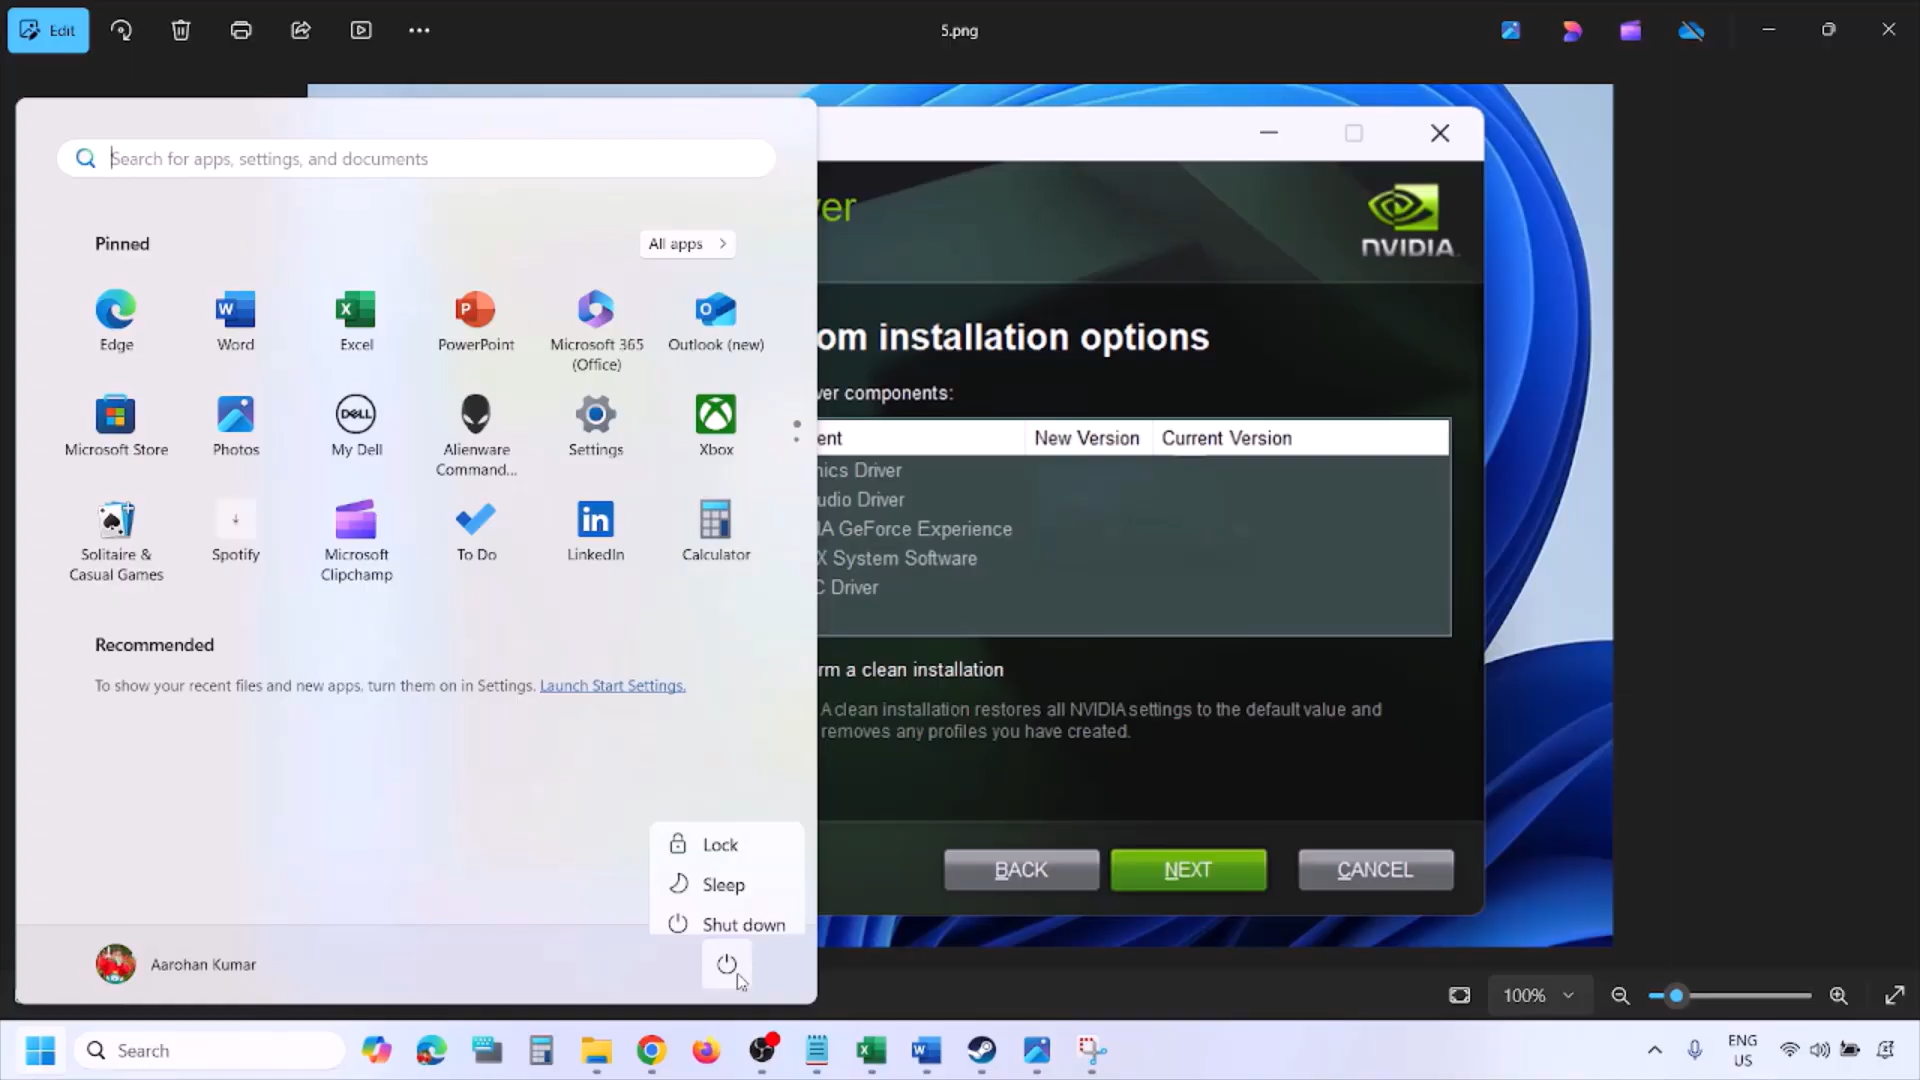 Edit
5.png
Search for apps, settings, and documents
Pinned
All apps
Edge
Word
Excel
PowerPoint
Microsoft 365
(Office)
Outlook (new)
Microsoft Store
Photos
DELL
My Dell
Alienware
Command...
Settings
Xbox
Solitaire &
Casual Games
Spotify
Microsoft
Clipchamp
To Do
LinkedIn
Calculator
Recommended
To show your recent files and new apps, turn them on in Settings. Launch Start Settings.
Lock
Sleep
Shut down
Aarohan Kumar
ver
NVIDIA
om installation options
ver components:
ent New Version Current Version
nics Driver
udio Driver
IA GeForce Experience
X System Software
C Driver
rm a clean installation
A clean installation restores all NVIDIA settings to the default value and
removes any profiles you have created.
BACK
NEXT
CANCEL
100%
Search
ENG
US